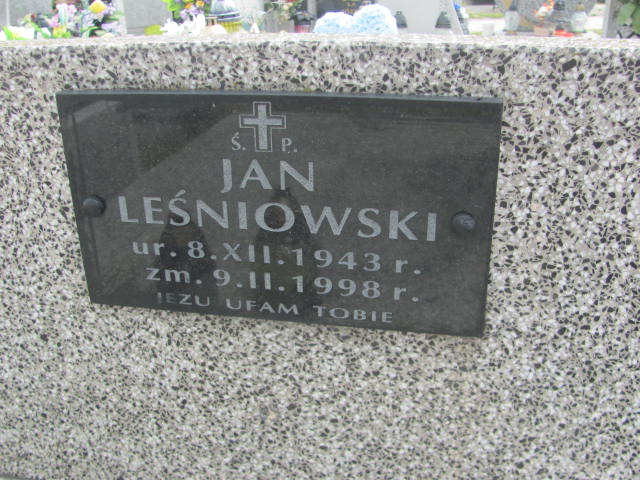 Ś. P.
JAN
LEŚNIOWSKI
ur. 8.XII.1943 r.
zm. 9.II.1998 r.
JEZU UFAM TOBIE